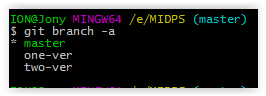 ION@Jony MINGW64 /e/MIDPS (master)
$ git branch -a
* master
  one-ver
  two-ver